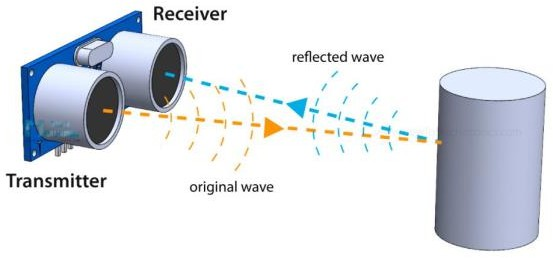 Receiver
reflected wave
Transmitter
original wave